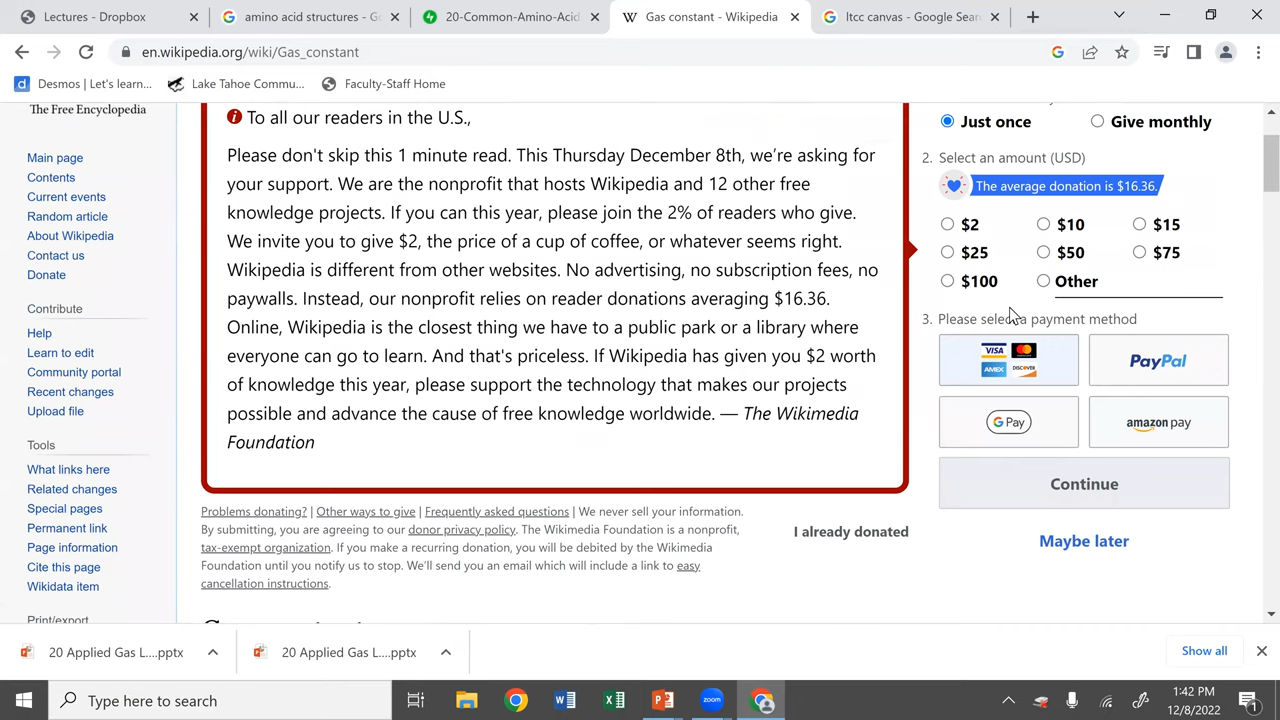 Lectures - Dropbox
amino acid structures - Go
20-Common-Amino-Acid
Gas constant - Wikipedia
ltcc canvas - Google Sear
en.wikipedia.org/wiki/Gas_constant
Desmos | Let's learn...
Lake Tahoe Commu...
Faculty-Staff Home
The Free Encyclopedia
Main page
Contents
Current events
Random article
About Wikipedia
Contact us
Donate
Contribute
Help
Learn to edit
Community portal
Recent changes
Upload file
Tools
What links here
Related changes
Special pages
Permanent link
Page information
Cite this page
Wikidata item
Print/export
To all our readers in the U.S.,
Please don't skip this 1 minute read. This Thursday December 8th, we're asking for
your support. We are the nonprofit that hosts Wikipedia and 12 other free
knowledge projects. If you can this year, please join the 2% of readers who give.
We invite you to give $2, the price of a cup of coffee, or whatever seems right.
Wikipedia is different from other websites. No advertising, no subscription fees, no
paywalls. Instead, our nonprofit relies on reader donations averaging $16.36.
Online, Wikipedia is the closest thing we have to a public park or a library where
everyone can go to learn. And that's priceless. If Wikipedia has given you $2 worth
of knowledge this year, please support the technology that makes our projects
possible and advance the cause of free knowledge worldwide. — The Wikimedia
Foundation
Problems donating? | Other ways to give | Frequently asked questions | We never sell your information.
By submitting, you are agreeing to our donor privacy policy. The Wikimedia Foundation is a nonprofit,
tax-exempt organization. If you make a recurring donation, you will be debited by the Wikimedia
Foundation until you notify us to stop. We'll send you an email which will include a link to easy
cancellation instructions.
I already donated
Just once
Give monthly
2. Select an amount (USD)
The average donation is $16.36.
$2 $10 $15
$25 $50 $75
$100 Other
3. Please select a payment method
VISA
AMEX DISCOVER
PayPal
G Pay
amazon pay
Continue
Maybe later
20 Applied Gas L....pptx
20 Applied Gas L....pptx
Show all
Type here to search
zoom
1:42 PM
12/8/2022
1